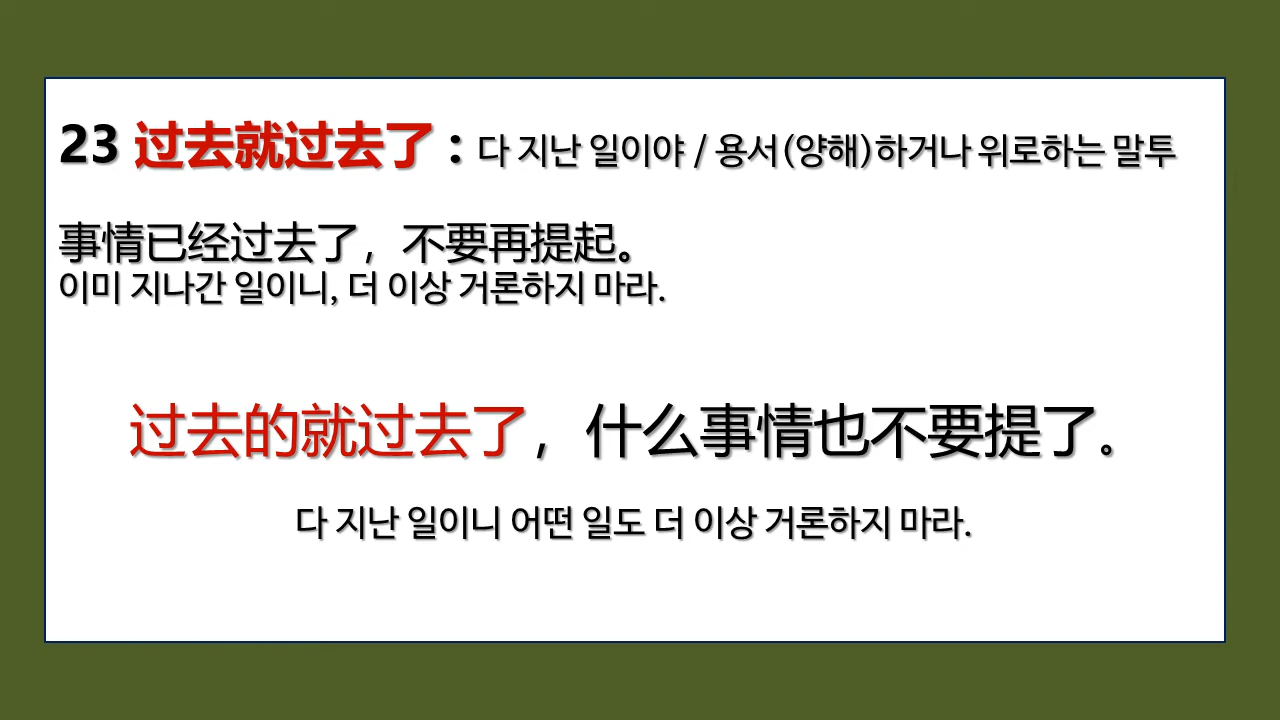 23 过去就过去了 : 다 지난 일이야 / 용서(양해)하거나 위로하는 말투
事情已经过去了，不要再提起。
이미 지나간 일이니, 더 이상 거론하지 마라.
过去的就过去了，什么事情也不要提了。
다 지난 일이니 어떤 일도 더 이상 거론하지 마라.